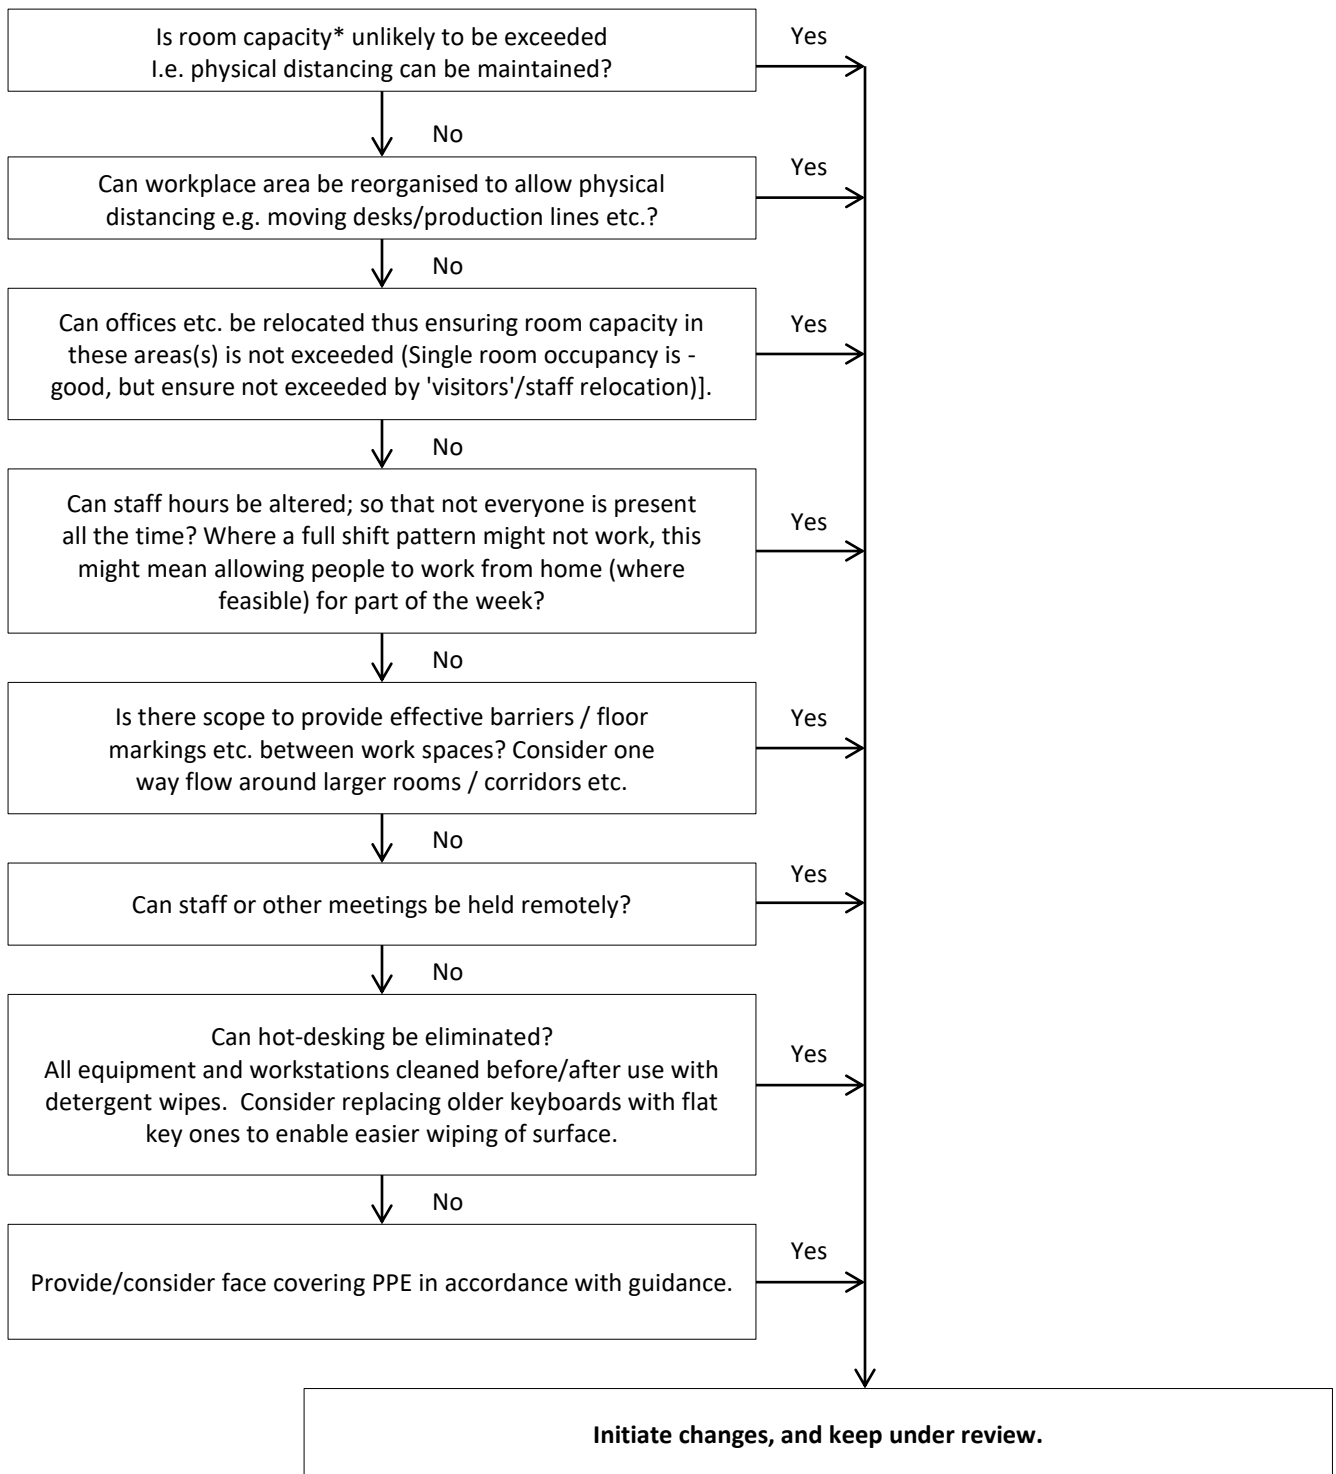 Is room capacity* unlikely to be exceeded
I.e. physical distancing can be maintained?
Yes
No
Can workplace area be reorganised to allow physical
distancing e.g. moving desks/production lines etc.?
Yes
No
Can offices etc. be relocated thus ensuring room capacity in
these areas(s) is not exceeded (Single room occupancy is -
good, but ensure not exceeded by 'visitors'/staff relocation)].
Yes
No
Can staff hours be altered; so that not everyone is present
all the time? Where a full shift pattern might not work, this
might mean allowing people to work from home (where
feasible) for part of the week?
Yes
No
Is there scope to provide effective barriers / floor
markings etc. between work spaces? Consider one
way flow around larger rooms / corridors etc.
Yes
No
Can staff or other meetings be held remotely?
Yes
No
Can hot-desking be eliminated?
All equipment and workstations cleaned before/after use with
detergent wipes.  Consider replacing older keyboards with flat
key ones to enable easier wiping of surface.
Yes
No
Provide/consider face covering PPE in accordance with guidance.
Yes
Initiate changes, and keep under review.